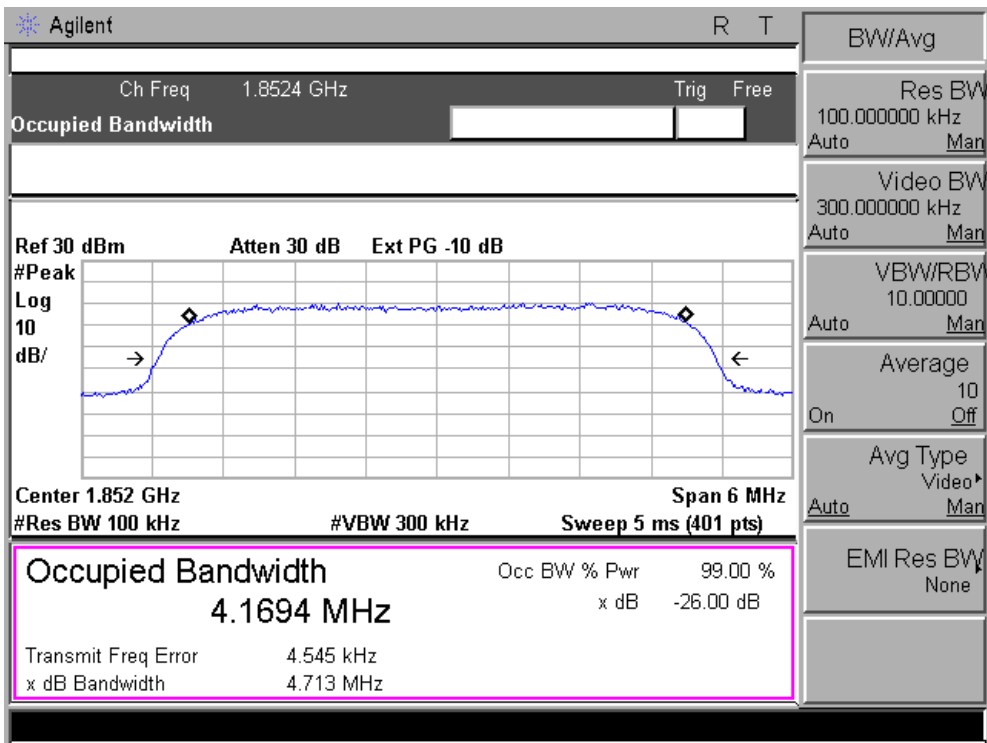 Agilent R T
Ch Freq 1.8524 GHz Trig Free
Occupied Bandwidth
Ref 30 dBm Atten 30 dB Ext PG -10 dB
#Peak
Log
10
dB/
Center 1.852 GHz Span 6 MHz
#Res BW 100 kHz #VBW 300 kHz Sweep 5 ms (401 pts)
Occupied Bandwidth Occ BW % Pwr 99.00 %
4.1694 MHz x dB -26.00 dB
Transmit Freq Error 4.545 kHz
x dB Bandwidth 4.713 MHz
BW/Avg
Res BW
100.000000 kHz
Auto Man
Video BW
300.000000 kHz
Auto Man
VBW/RBW
10.00000
Auto Man
Average
10
On Off
Avg Type
Video
Auto Man
EMI Res BW
None